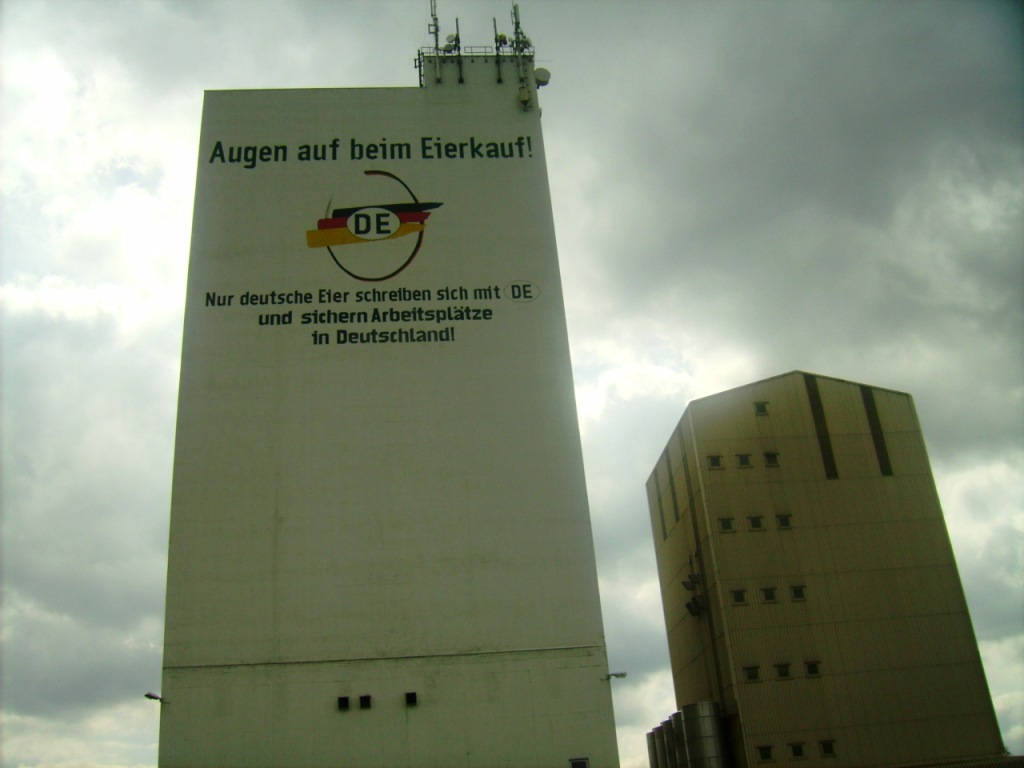 Augen auf beim Eierkauf!
DE
Nur deutsche Eier schreiben sich mit DE
und sichern Arbeitsplätze
in Deutschland!